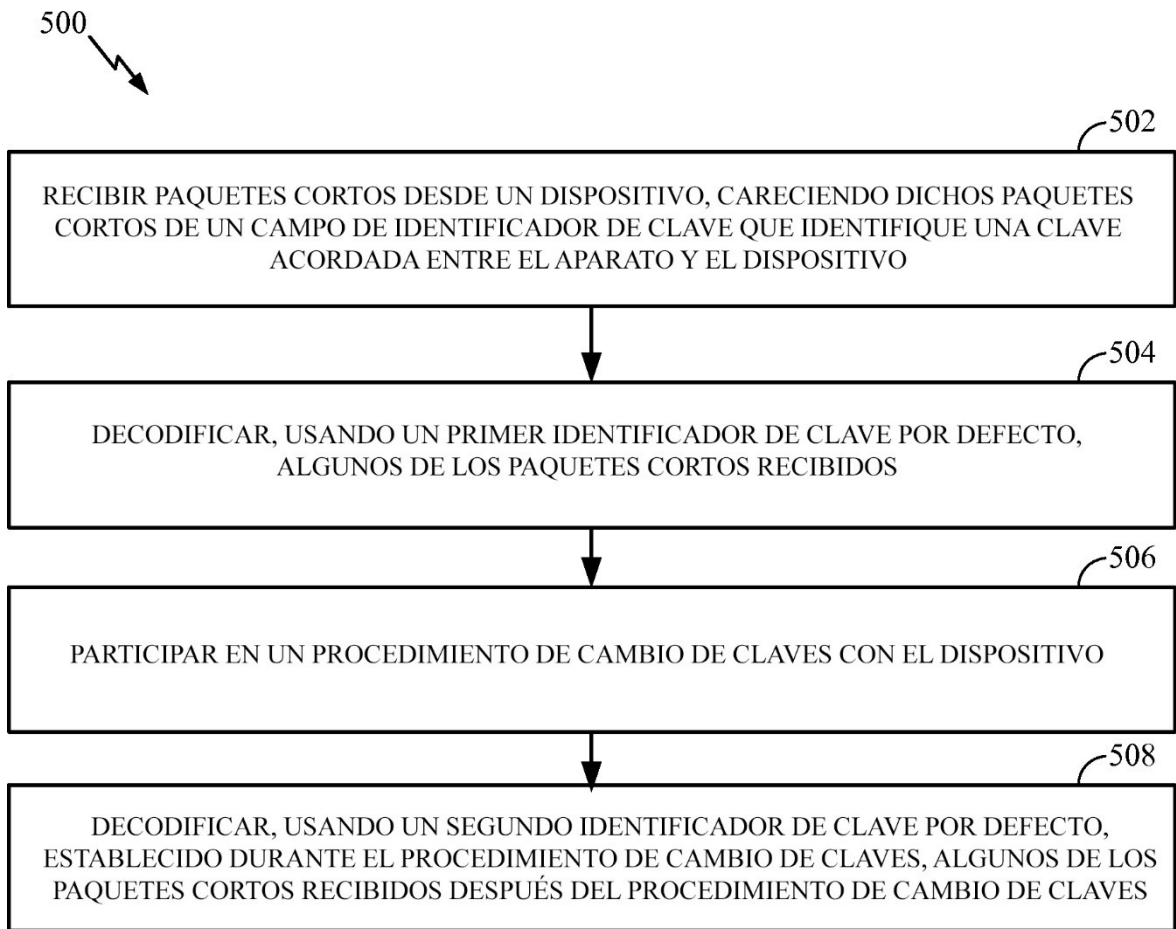 500
502
RECIBIR PAQUETES CORTOS DESDE UN DISPOSITIVO, CARECIENDO DICHOS PAQUETES
CORTOS DE UN CAMPO DE IDENTIFICADOR DE CLAVE QUE IDENTIFIQUE UNA CLAVE
ACORDADA ENTRE EL APARATO Y EL DISPOSITIVO
504
DECODIFICAR, USANDO UN PRIMER IDENTIFICADOR DE CLAVE POR DEFECTO,
ALGUNOS DE LOS PAQUETES CORTOS RECIBIDOS
506
PARTICIPAR EN UN PROCEDIMIENTO DE CAMBIO DE CLAVES CON EL DISPOSITIVO
508
DECODIFICAR, USANDO UN SEGUNDO IDENTIFICADOR DE CLAVE POR DEFECTO,
ESTABLECIDO DURANTE EL PROCEDIMIENTO DE CAMBIO DE CLAVES, ALGUNOS DE LOS
PAQUETES CORTOS RECIBIDOS DESPUÉS DEL PROCEDIMIENTO DE CAMBIO DE CLAVES